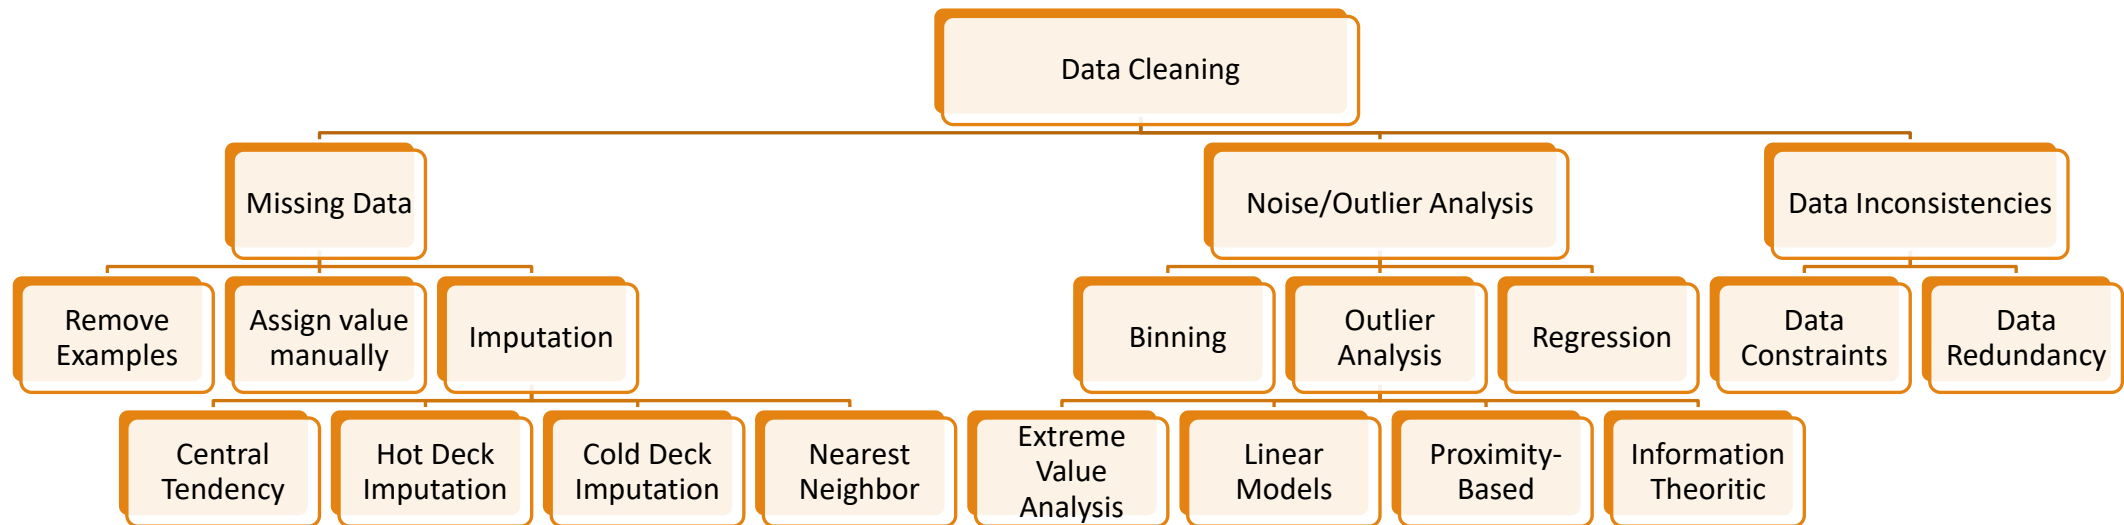 Data Cleaning
Missing Data
Noise/Outlier Analysis
Data Inconsistencies
Remove
Examples
Assign value
manually
Imputation
Binning
Outlier
Analysis
Regression
Data
Constraints
Data
Redundancy
Central
Tendency
Hot Deck
Imputation
Cold Deck
Imputation
Nearest
Neighbor
Extreme
Value
Analysis
Linear
Models
Proximity-
Based
Information
Theoritic